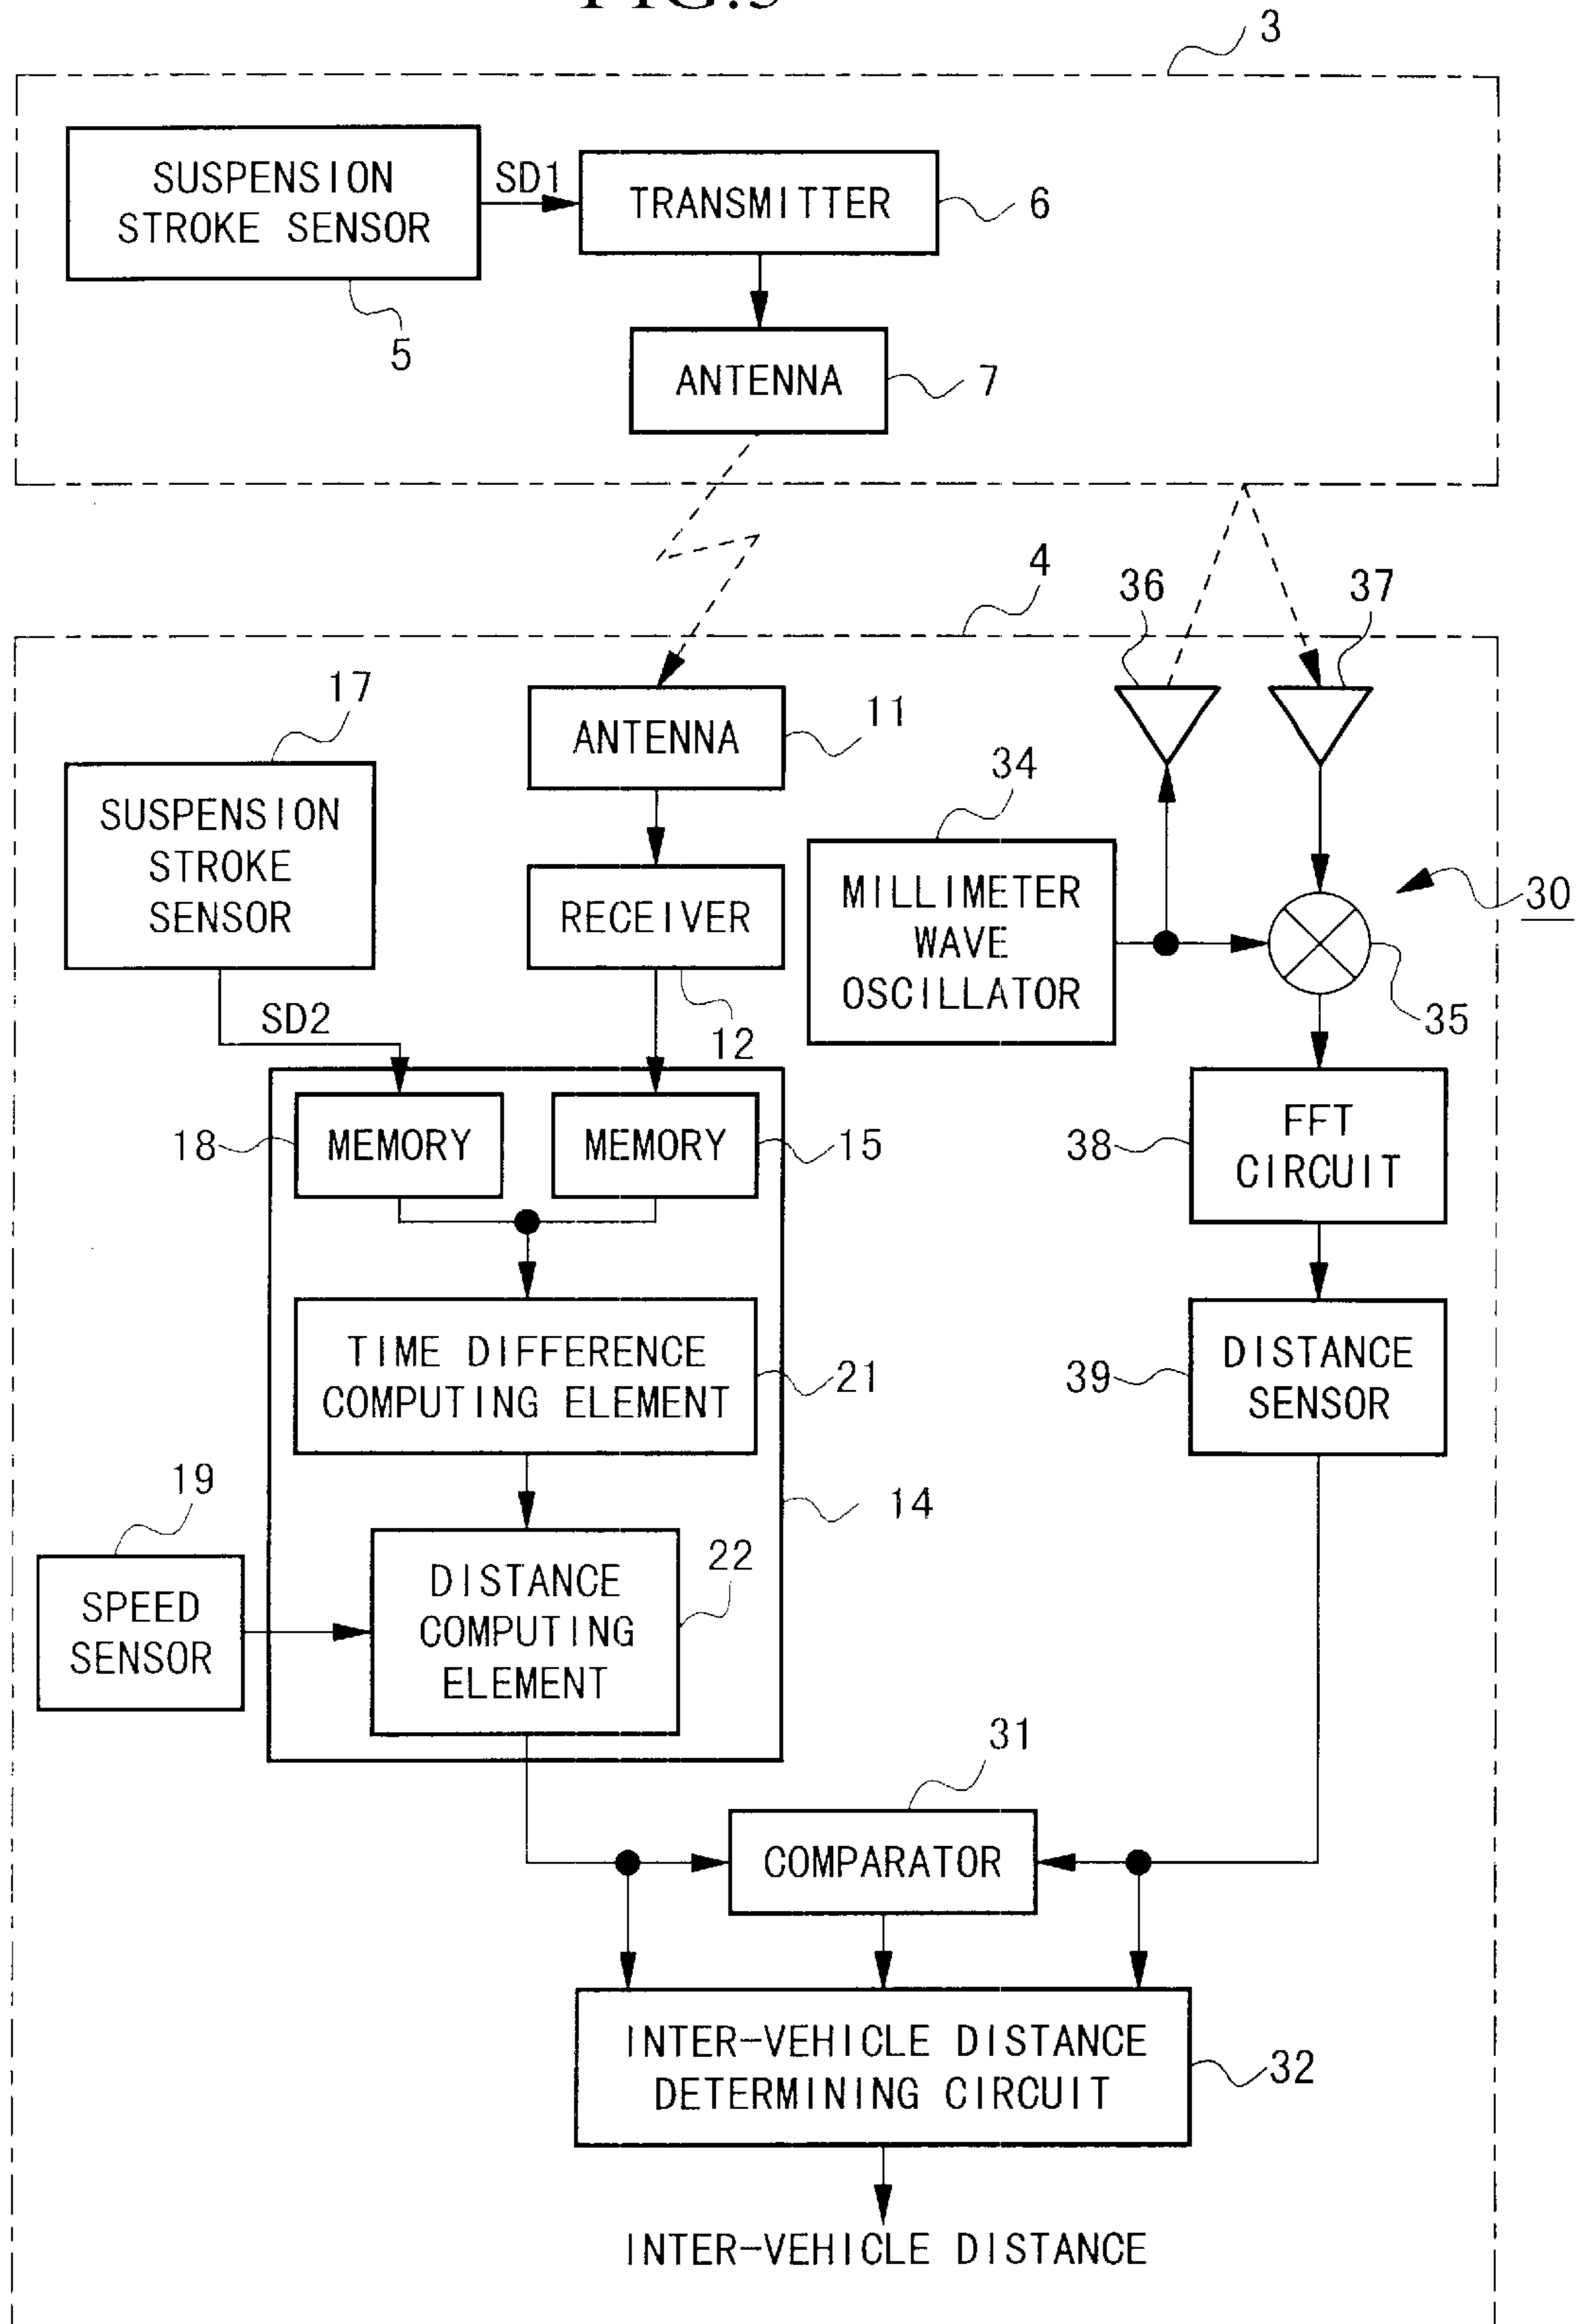 FIG.5
3
SUSPENSION
STROKE SENSOR
SD1
TRANSMITTER
6
5
ANTENNA
7
4
36
37
17
ANTENNA
11
34
SUSPENSION
STROKE
SENSOR
RECEIVER
MILLIMETER
WAVE
OSCILLATOR
30
35
SD2
12
18
MEMORY
MEMORY
15
38
FFT
CIRCUIT
TIME DIFFERENCE
COMPUTING ELEMENT
21
39
DISTANCE
SENSOR
19
14
SPEED
SENSOR
DISTANCE
COMPUTING
ELEMENT
22
31
COMPARATOR
INTER-VEHICLE DISTANCE
DETERMINING CIRCUIT
32
INTER-VEHICLE DISTANCE